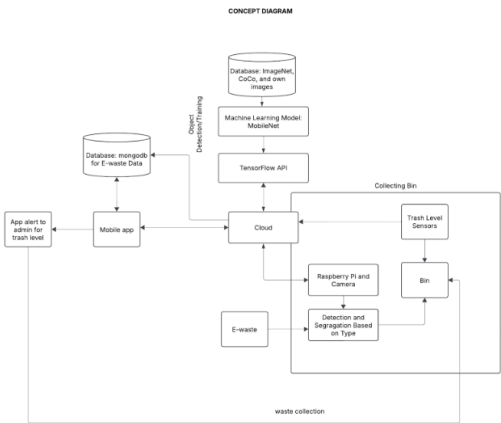 CONCEPT DIAGRAM
Database: ImageNet,
CoCo, and own
images
Machine Learning Model:
MobileNet
Object
Detection/Training
TensorFlow API
Database: mongodb
for E-waste Data
Collecting Bin
App alert to
admin for
trash level
Mobile app
Cloud
Trash Level
Sensors
Raspberry Pi and
Camera
Bin
E-waste
Detection and
Segragation Based
on Type
waste collection